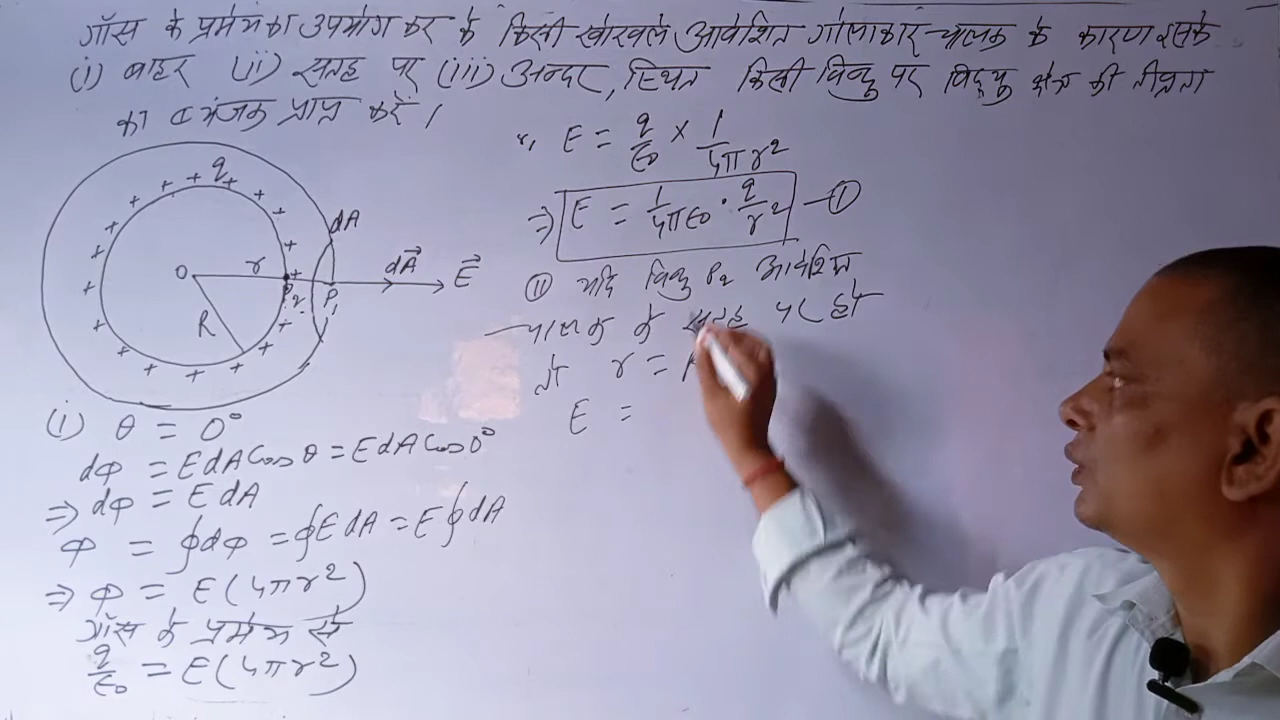 गॉस के प्रमेय का उपयोग कर के किसी खोखले आवेशित गोलाकार चालक के कारण इसके
(i) बाहर (ii) सतह पर (iii) अन्दर, स्थित किसी विन्दु पर विद्युत क्षेत्र की तीव्रता
का व्यंजक प्राप्त करें।
q
+ + + + + + + + + + + + + + + + + +
O
r
R
P₂
P₁
dA
dA⃗
E⃗
(i) θ = 0°
dφ = EdA Cos θ = EdA Cos 0°
⇒ dφ = EdA
φ = ∮dφ = ∮EdA = E∮dA
⇒ φ = E(4πr²)
गॉस के प्रमेय से
q/ε₀ = E(4πr²)
E = q/ε₀ × 1/4πr²
⇒ E = 1/4πε₀ · q/r² —(I)
(II) यदि विन्दु P₂ आवेशित
चालक के सतह पर हो
तो r =
E =